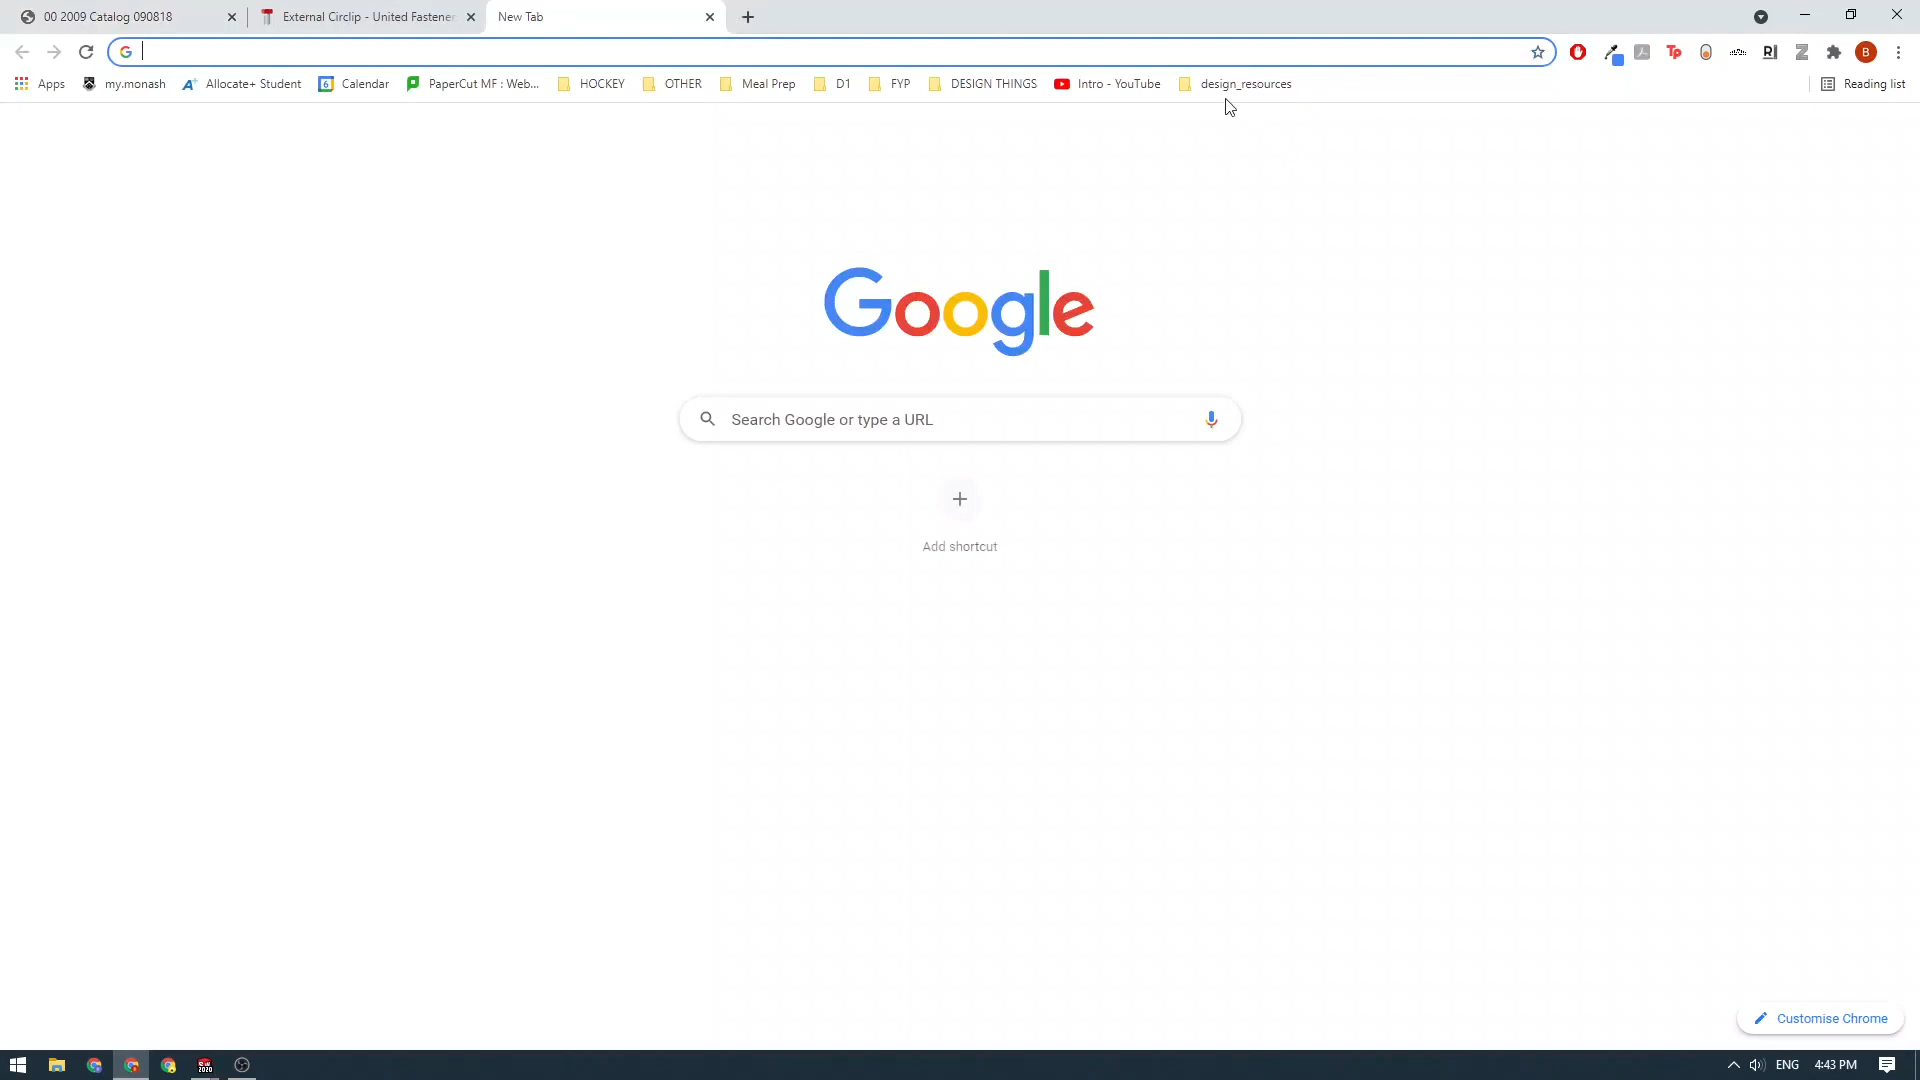 00 2009 Catalog 090818
External Circlip - United Fastener
New Tab
Apps
my.monash
Allocate+ Student
Calendar
PaperCut MF : Web...
HOCKEY
OTHER
Meal Prep
D1
FYP
DESIGN THINGS
Intro - YouTube
design_resources
Reading list
Google
Search Google or type a URL
Add shortcut
Customise Chrome
ENG
4:43 PM